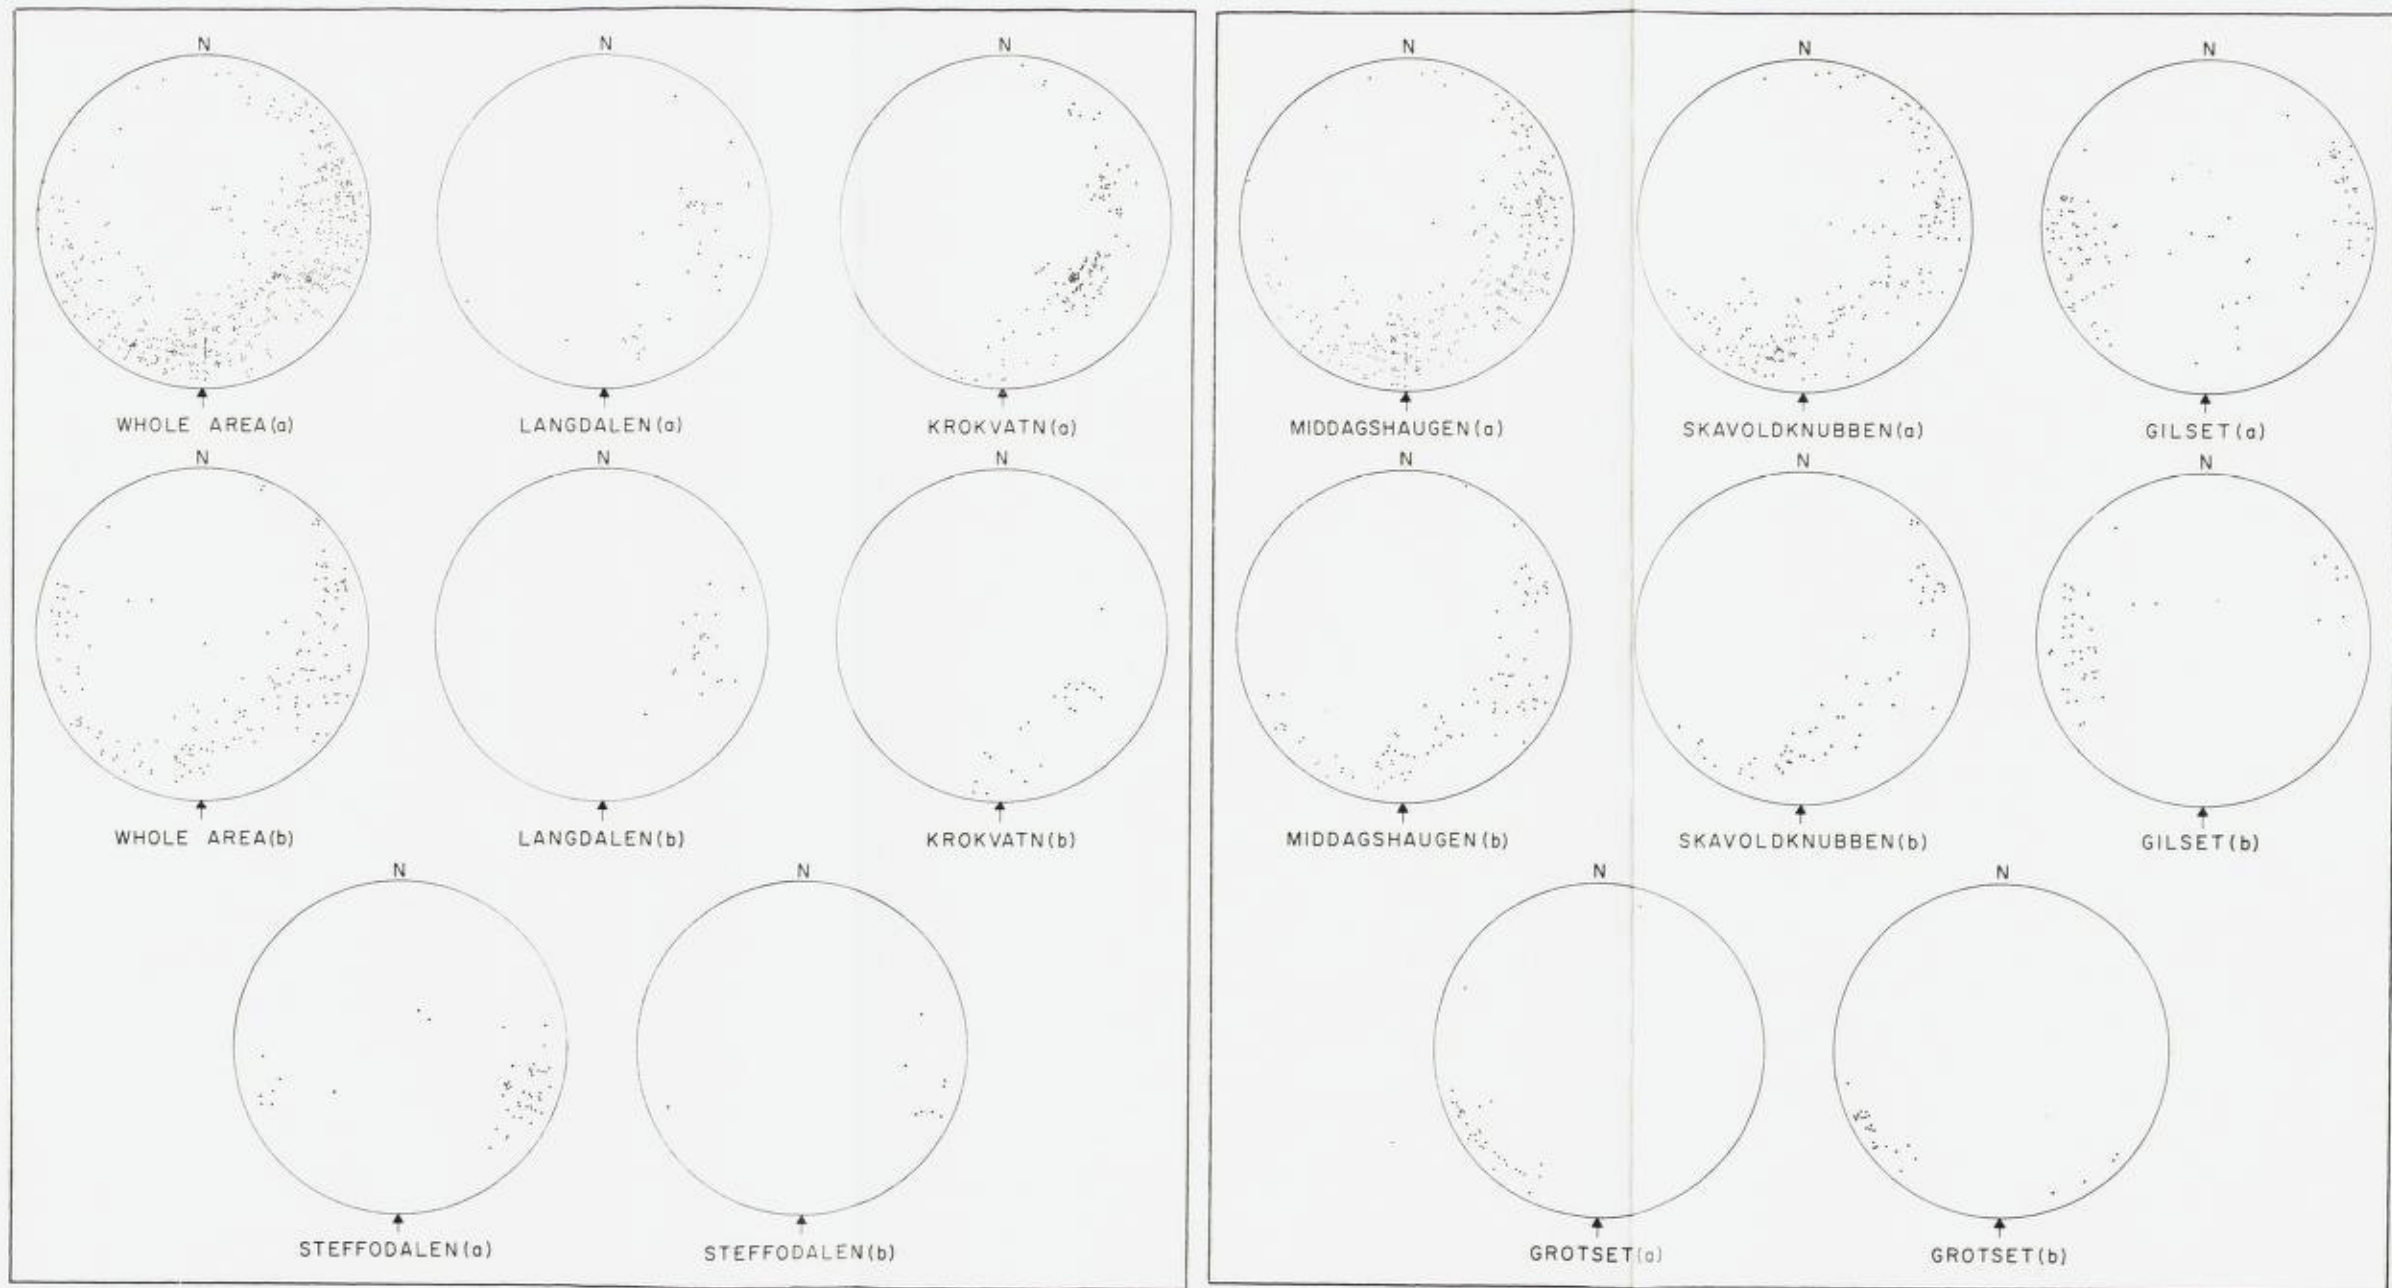 N N N
WHOLE AREA(a) LANGDALEN(a) KROKVATN(a)
N N N
WHOLE AREA(b) LANGDALEN(b) KROKVATN(b)
N N
STEFFODALEN(a) STEFFODALEN(b)
N N N
MIDDAGSHAUGEN(a) SKAVOLDKNUBBEN(a) GILSET(a)
N N N
MIDDAGSHAUGEN(b) SKAVOLDKNUBBEN(b) GILSET(b)
N N
GROTSET(a) GROTSET(b)